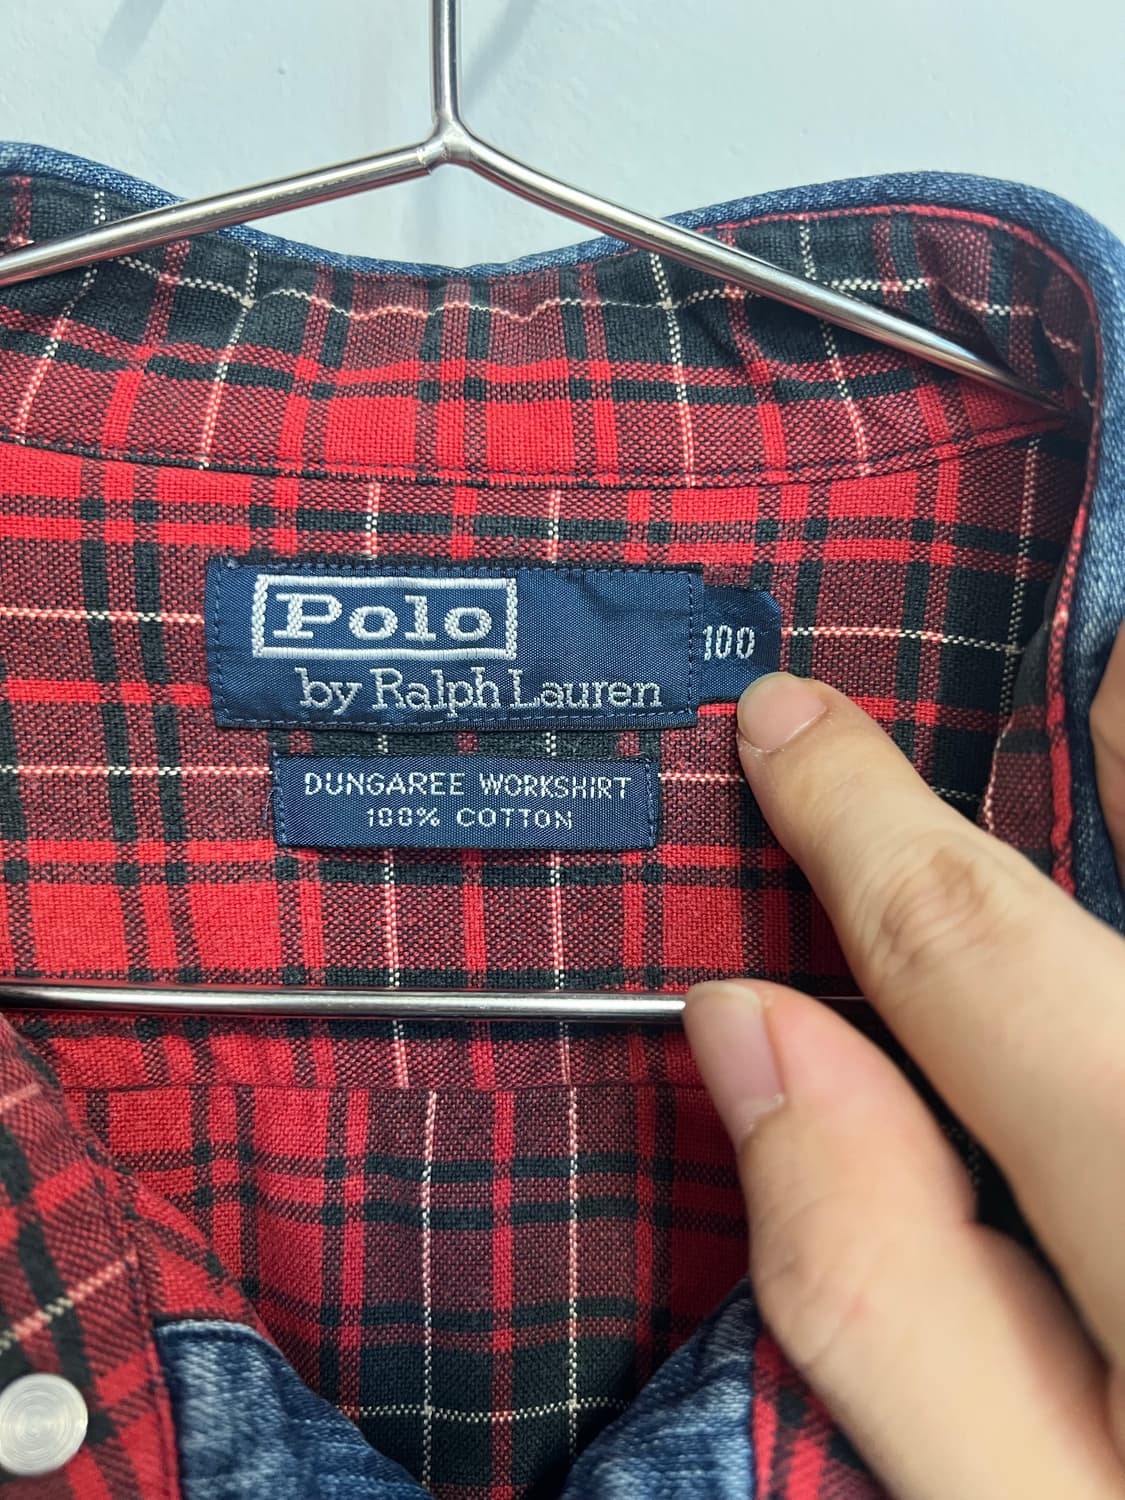 Polo
by Ralph Lauren
100
DUNGAREE WORKSHIRT
100% COTTON